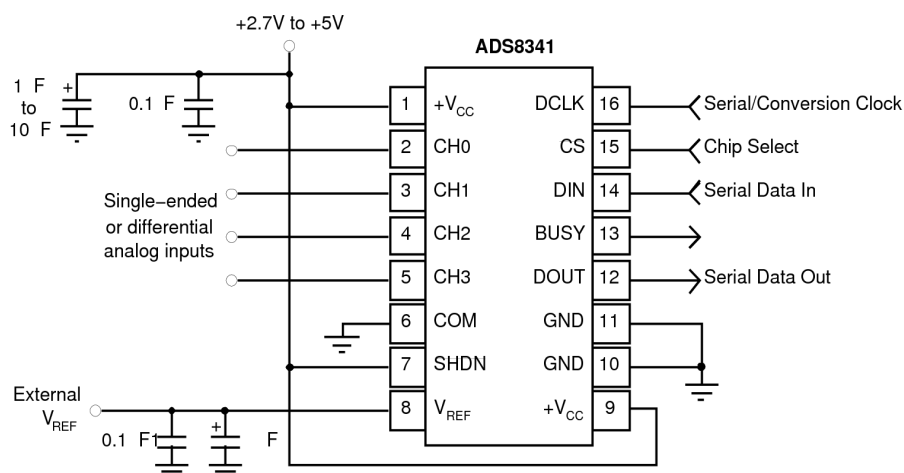 +2.7V to +5V
ADS8341
1 F
to
10 F
+
0.1 F
1 +VCC DCLK 16 Serial/Conversion Clock
2 CH0 CS 15 Chip Select
3 CH1 DIN 14 Serial Data In
4 CH2 BUSY 13
5 CH3 DOUT 12 Serial Data Out
6 COM GND 11
7 SHDN GND 10
8 VREF +VCC 9
Single–ended
or differential
analog inputs
External
VREF
0.1 F1 + F